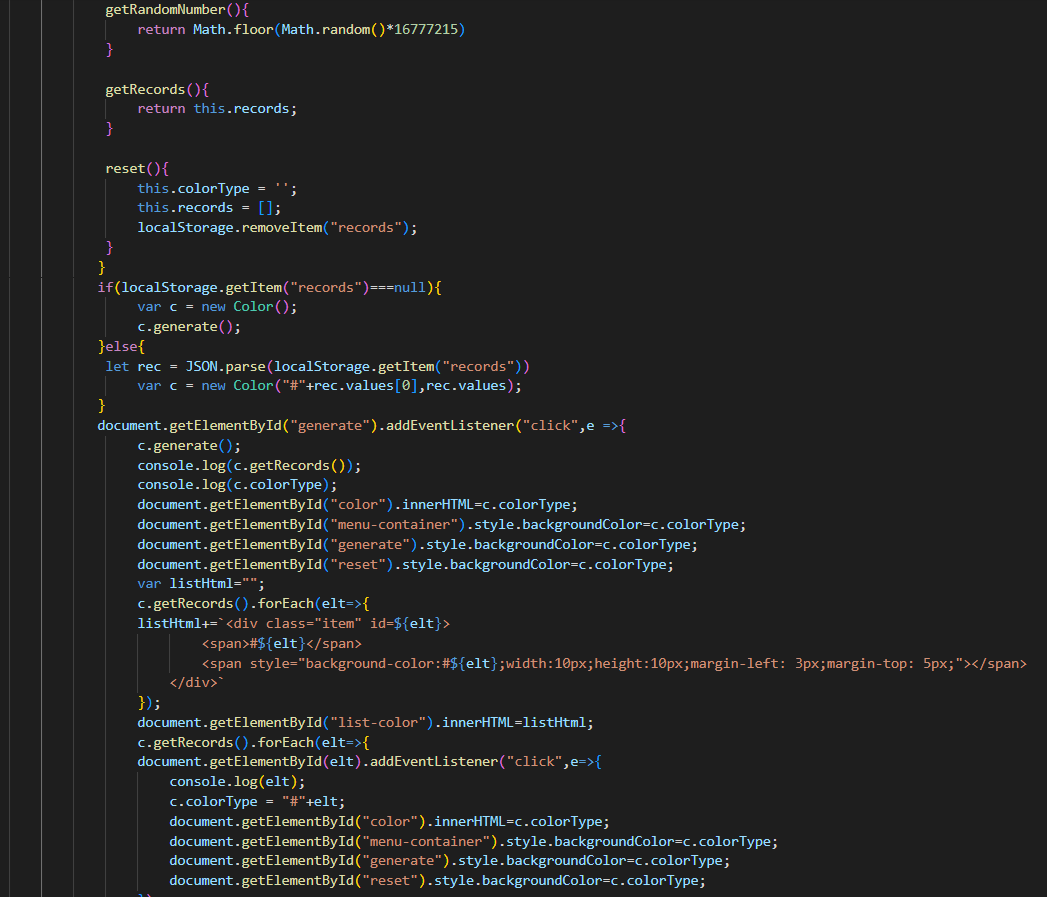 getRandomNumber(){
return Math.floor(Math.random()*16777215)
}
getRecords(){
return this.records;
}
reset(){
this.colorType = '';
this.records = [];
localStorage.removeItem("records");
}
}
if(localStorage.getItem("records")===null){
var c = new Color();
c.generate();
}else{
let rec = JSON.parse(localStorage.getItem("records"))
var c = new Color("#"+rec.values[0],rec.values);
}
document.getElementById("generate").addEventListener("click",e =>{
c.generate();
console.log(c.getRecords());
console.log(c.colorType);
document.getElementById("color").innerHTML=c.colorType;
document.getElementById("menu-container").style.backgroundColor=c.colorType;
document.getElementById("generate").style.backgroundColor=c.colorType;
document.getElementById("reset").style.backgroundColor=c.colorType;
var listHtml="";
c.getRecords().forEach(elt=>{
listHtml+=`<div class="item" id=${elt}>
<span>#${elt}</span>
<span style="background-color:#${elt};width:10px;height:10px;margin-left: 3px;margin-top: 5px;"></span>
</div>`
});
document.getElementById("list-color").innerHTML=listHtml;
c.getRecords().forEach(elt=>{
document.getElementById(elt).addEventListener("click",e=>{
console.log(elt);
c.colorType = "#"+elt;
document.getElementById("color").innerHTML=c.colorType;
document.getElementById("menu-container").style.backgroundColor=c.colorType;
document.getElementById("generate").style.backgroundColor=c.colorType;
document.getElementById("reset").style.backgroundColor=c.colorType;